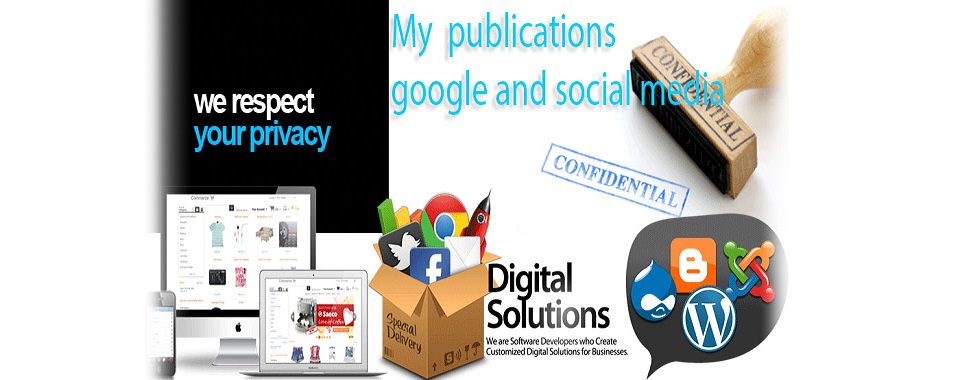 My publications
google and social media
we respect
your privacy
CONFIDENTIAL
CONFIDENTIAL
Special
Delivery
Saeco
Digital
Solutions
We are Software Developers who Create
Customized Digital Solutions for Businesses.